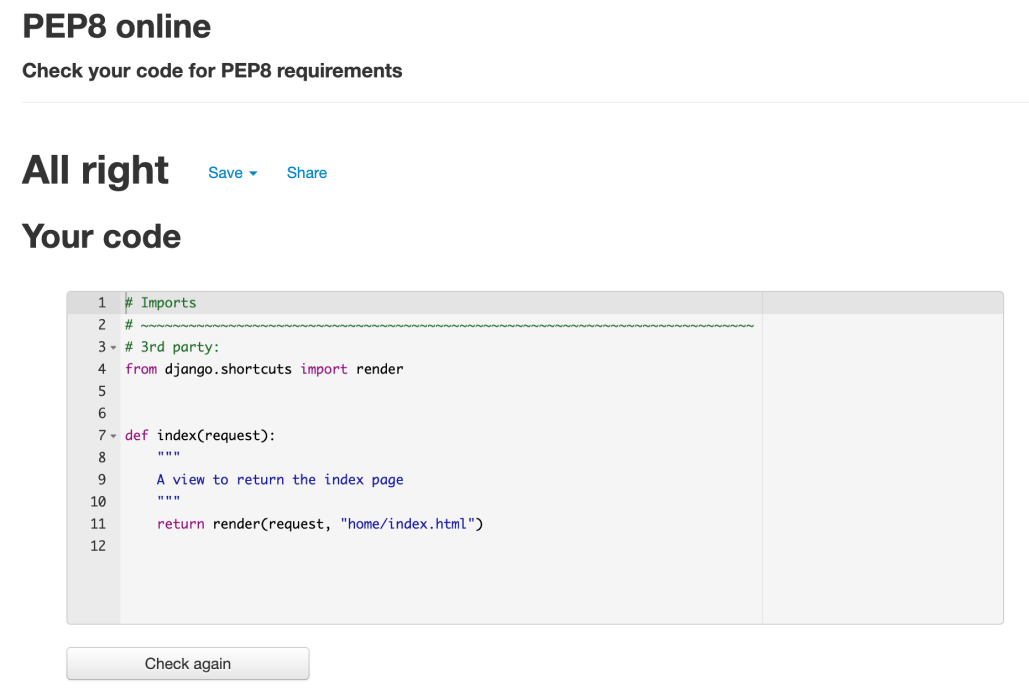 PEP8 online
Check your code for PEP8 requirements
All right Save Share
Your code
1 # Imports
2 # ~~~~~~~~~~~~~~~~~~~~~~~~~~~~~~~~~~~~~~~~~~~~~~~~~~~~~~~~~~~~~~~~~~~~~~~~~~~~~
3 # 3rd party:
4 from django.shortcuts import render
5
6
7 def index(request):
8     """
9     A view to return the index page
10     """
11     return render(request, "home/index.html")
12
Check again